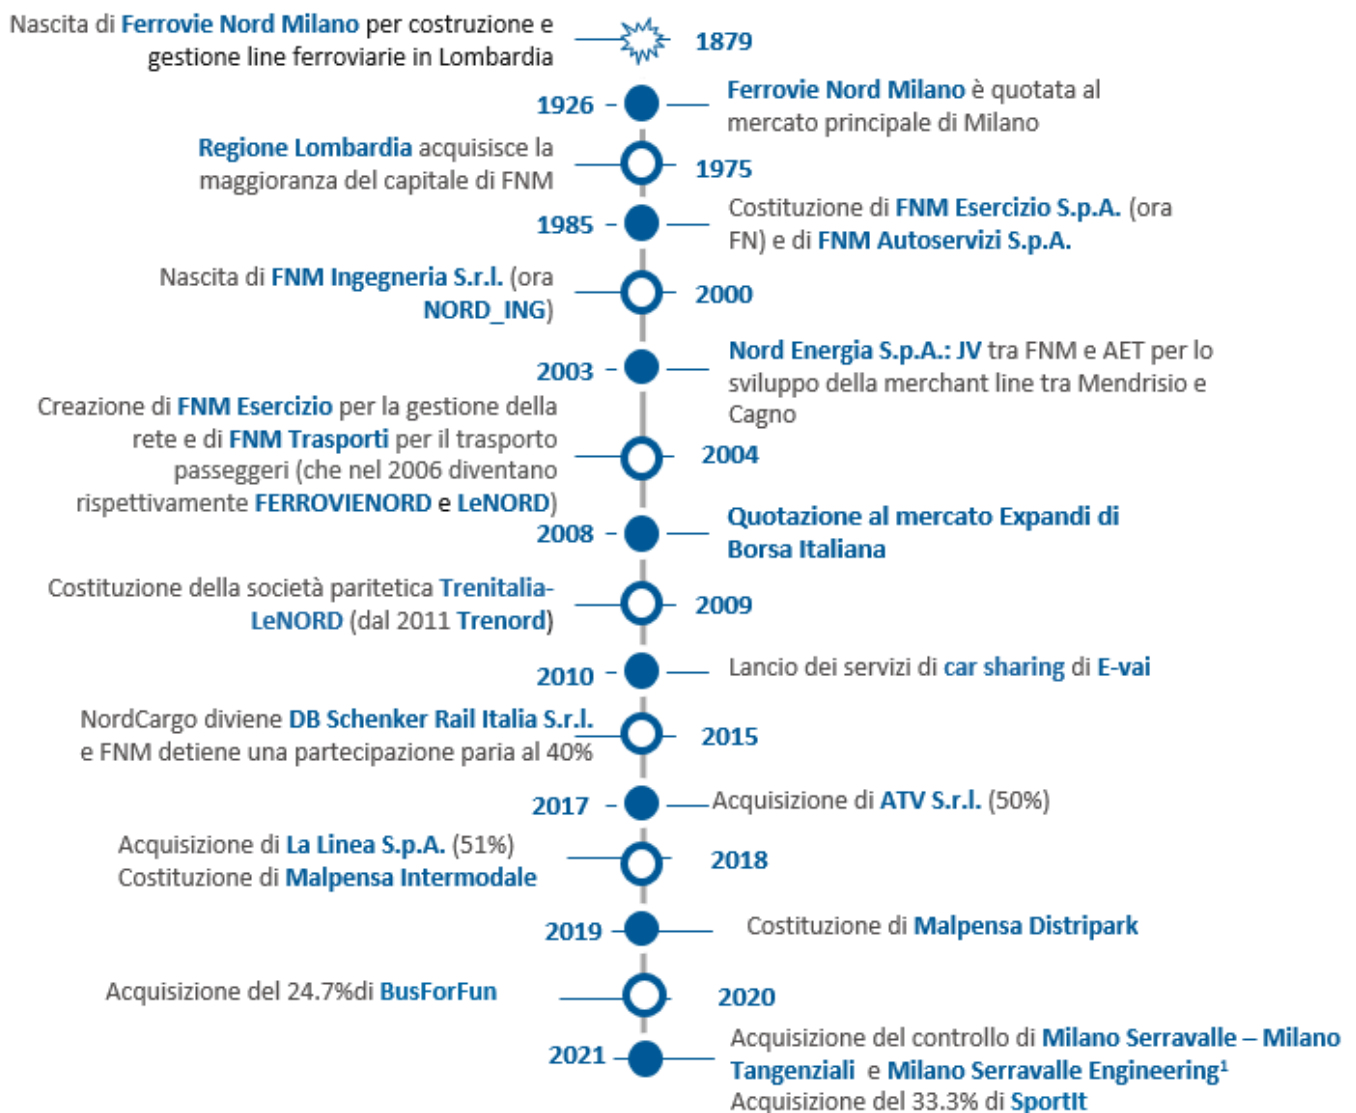 Nascita di Ferrovie Nord Milano per costruzione e
gestione line ferroviarie in Lombardia
1879
1926
Ferrovie Nord Milano è quotata al
mercato principale di Milano
Regione Lombardia acquisisce la
maggioranza del capitale di FNM
1975
1985
Costituzione di FNM Esercizio S.p.A. (ora
FN) e di FNM Autoservizi S.p.A.
Nascita di FNM Ingegneria S.r.l. (ora
NORD_ING)
2000
2003
Nord Energia S.p.A.: JV tra FNM e AET per lo
sviluppo della merchant line tra Mendrisio e
Cagno
Creazione di FNM Esercizio per la gestione della
rete e di FNM Trasporti per il trasporto
passeggeri (che nel 2006 diventano
rispettivamente FERROVIENORD e LeNORD)
2004
2008
Quotazione al mercato Expandi di
Borsa Italiana
Costituzione della società paritetica Trenitalia-
LeNORD (dal 2011 Trenord)
2009
2010
Lancio dei servizi di car sharing di E-vai
NordCargo diviene DB Schenker Rail Italia S.r.l.
e FNM detiene una partecipazione paria al 40%
2015
2017
Acquisizione di ATV S.r.l. (50%)
Acquisizione di La Linea S.p.A. (51%)
Costituzione di Malpensa Intermodale
2018
2019
Costituzione di Malpensa Distripark
Acquisizione del 24.7%di BusForFun
2020
2021
Acquisizione del controllo di Milano Serravalle – Milano
Tangenziali e Milano Serravalle Engineering¹
Acquisizione del 33.3% di SportIt